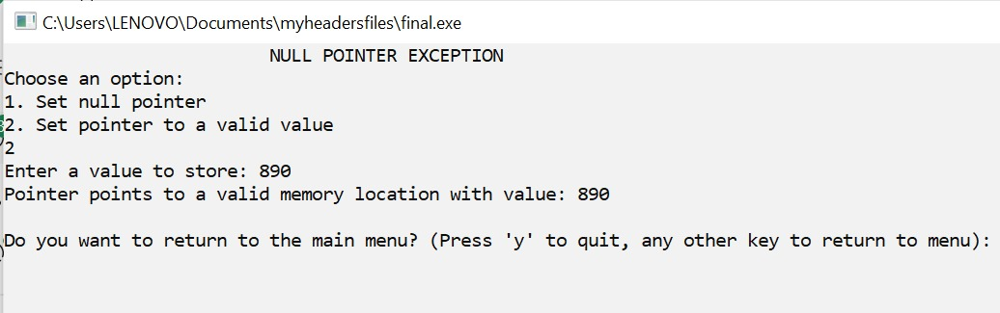 C:\Users\LENOVO\Documents\myheadersfiles\final.exe
NULL POINTER EXCEPTION
Choose an option:
1. Set null pointer
2. Set pointer to a valid value
2
Enter a value to store: 890
Pointer points to a valid memory location with value: 890
Do you want to return to the main menu? (Press 'y' to quit, any other key to return to menu):